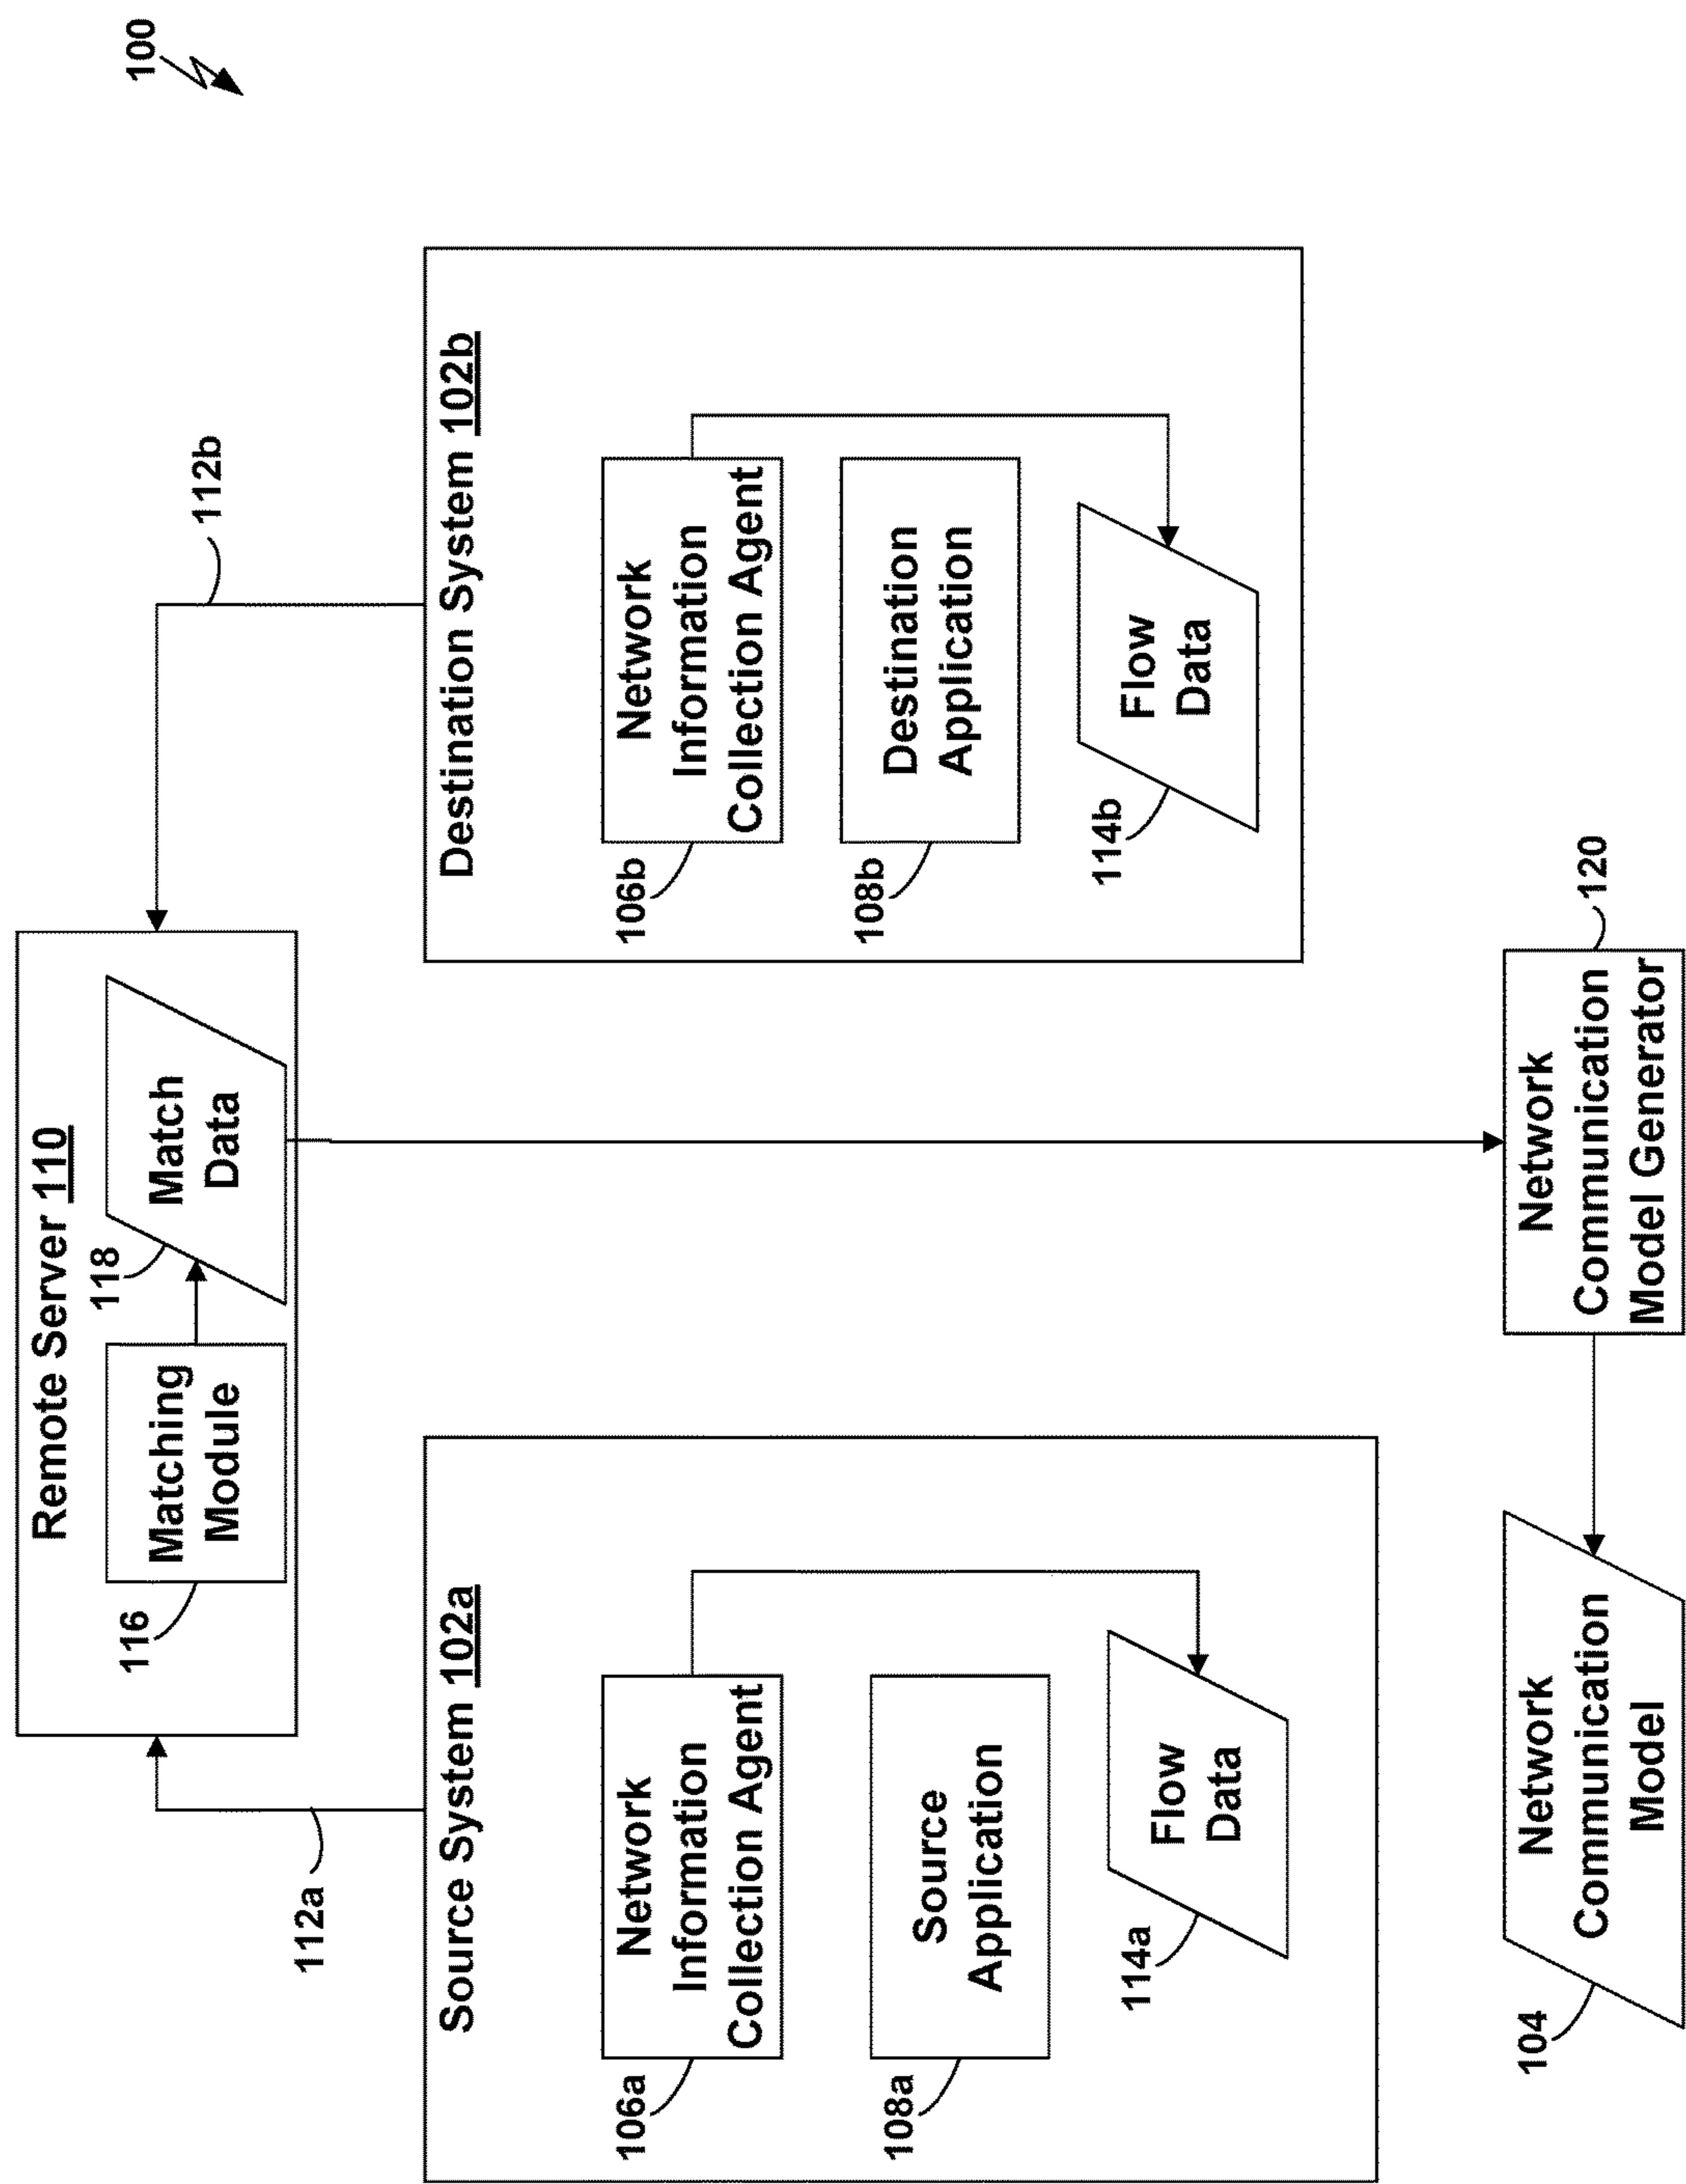 100
Remote Server 110
Matching
Module
116
Match
Data
118
112a
112b
Source System 102a
Network
Information
Collection Agent
106a
Source
Application
108a
Flow
Data
114a
Destination System 102b
Network
Information
Collection Agent
106b
Destination
Application
108b
Flow
Data
114b
Network
Communication
Model
104
Network
Communication
Model Generator
120